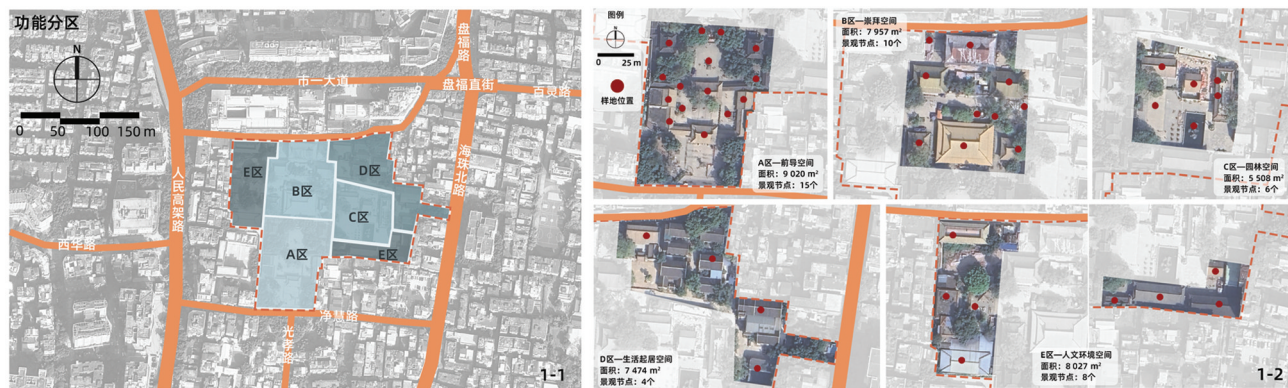 功能分区
N
0 50 100 150 m
盘福路
市一大道
盘福直街
百灵路
人民高架路
海珠北路
E区
B区
D区
C区
A区
E区
西华路
净慧路
光孝路
1-1
图例
N
0 25 m
样地位置
A区—前导空间
面积：9 020 m²
景观节点：15个
B区—崇拜空间
面积：7 957 m²
景观节点：10个
C区—园林空间
面积：5 508 m²
景观节点：6个
D区—生活起居空间
面积：7 474 m²
景观节点：4个
E区—人文环境空间
面积：8 027 m²
景观节点：8个
1-2